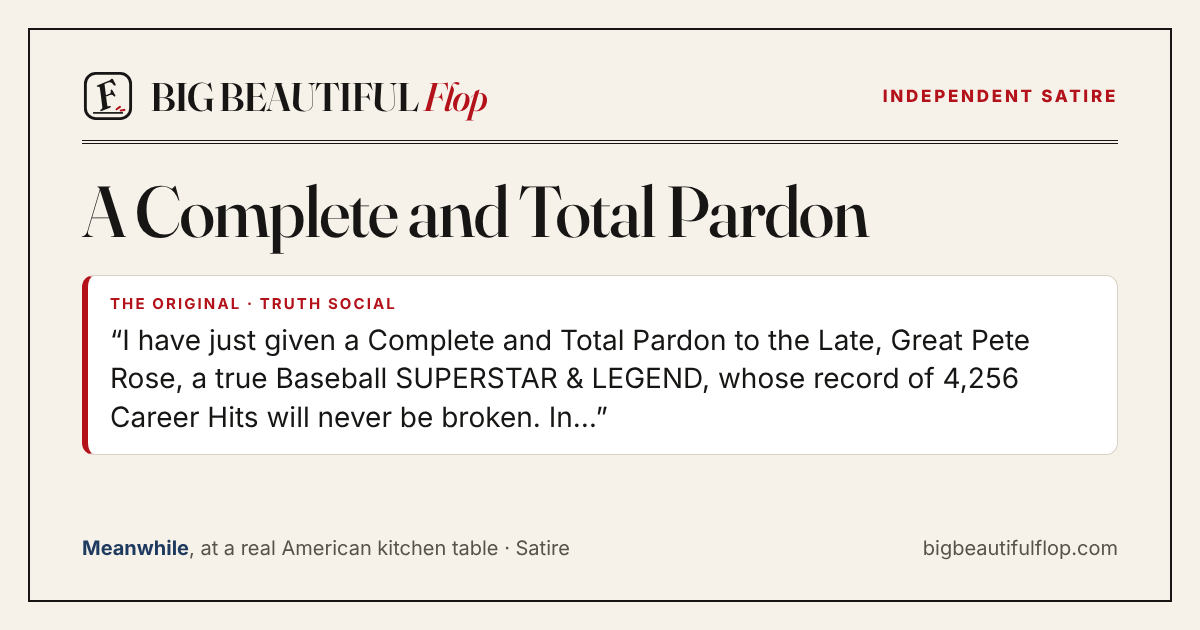 F
BIG BEAUTIFUL Flop
INDEPENDENT SATIRE
A Complete and Total Pardon
THE ORIGINAL · TRUTH SOCIAL
“I have just given a Complete and Total Pardon to the Late, Great Pete
Rose, a true Baseball SUPERSTAR & LEGEND, whose record of 4,256
Career Hits will never be broken. In…”
Meanwhile, at a real American kitchen table · Satire
bigbeautifulflop.com